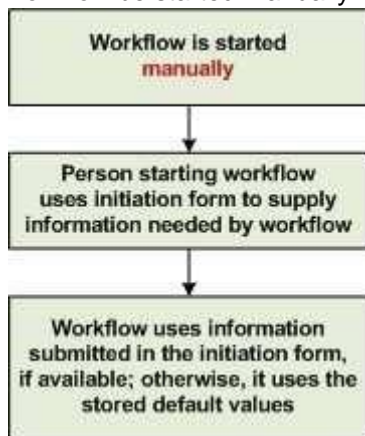 Workflow is started
manually
Person starting workflow
uses initiation form to supply
information needed by workflow
Workflow uses information
submitted in the initiation form,
if available; otherwise, it uses the
stored default values